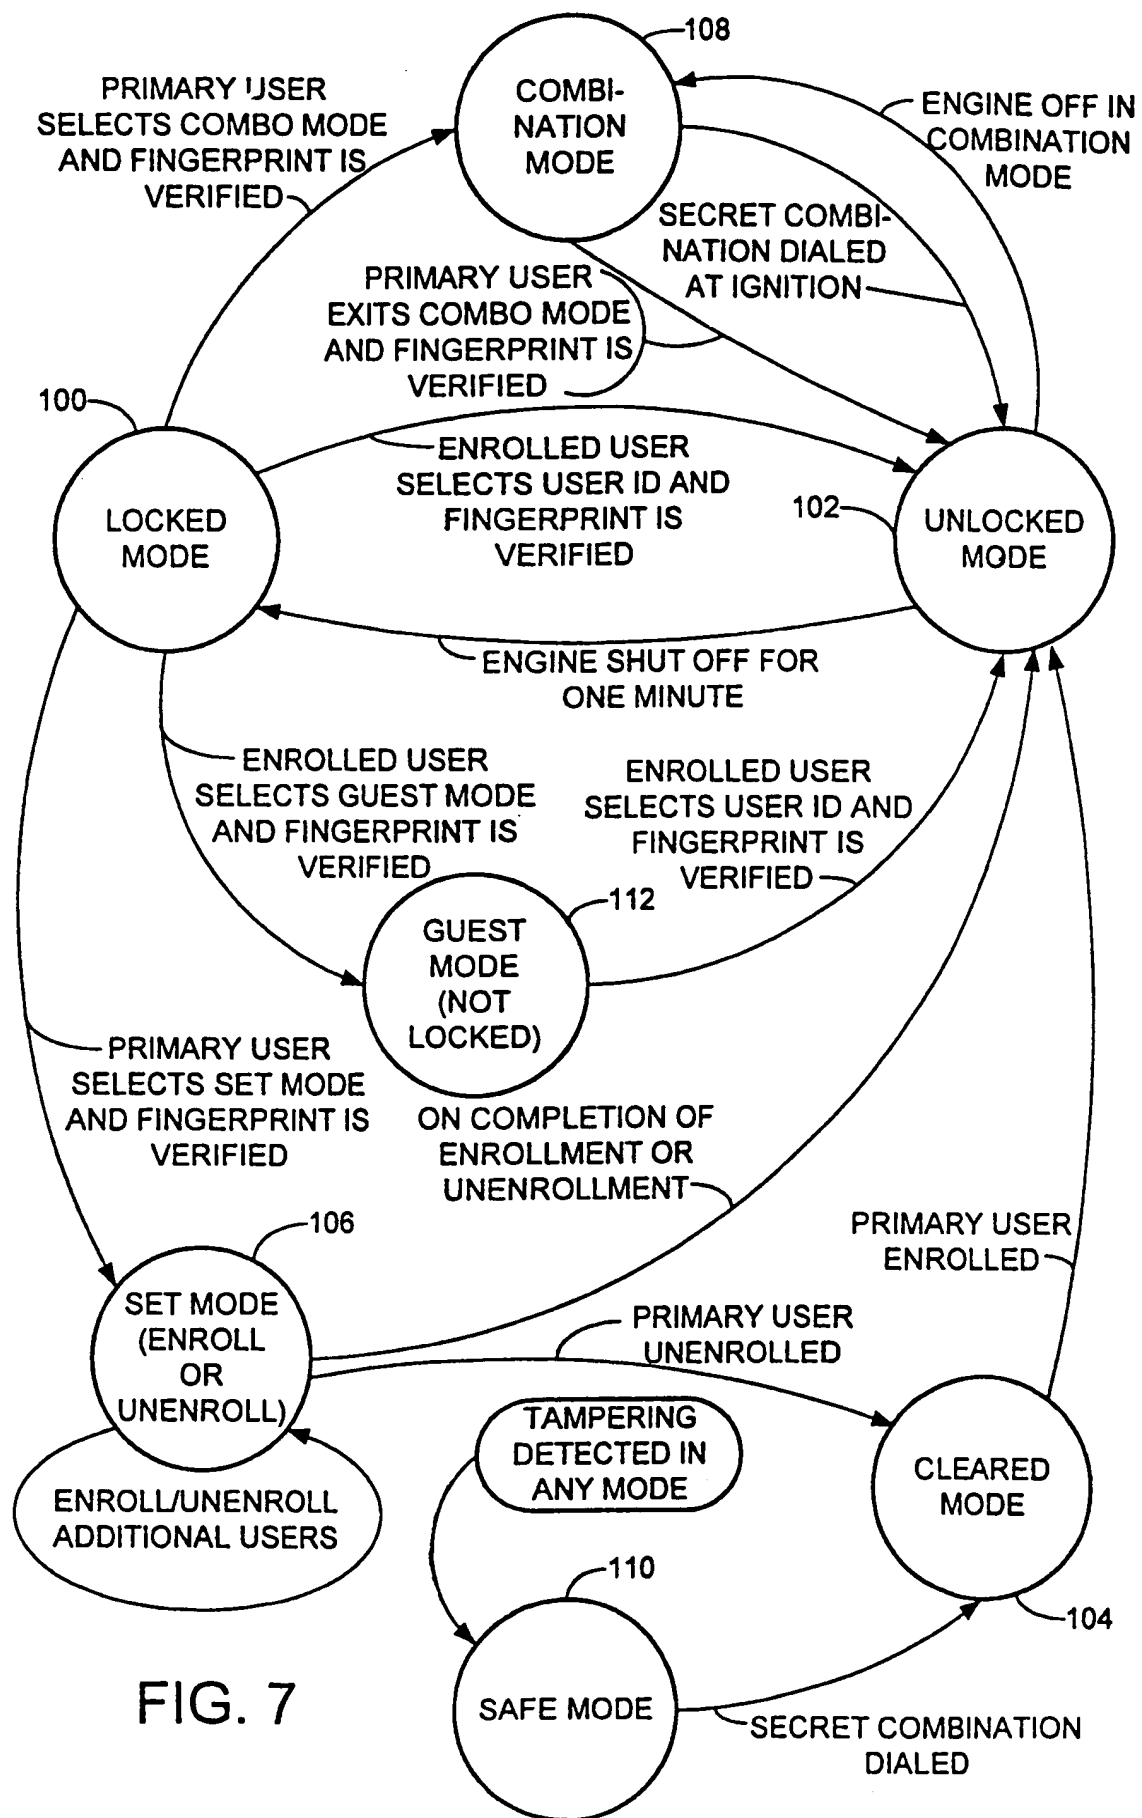 108
COMBI-
NATION
MODE
PRIMARY USER
SELECTS COMBO MODE
AND FINGERPRINT IS
VERIFIED
ENGINE OFF IN
COMBINATION
MODE
SECRET COMBI-
NATION DIALED
AT IGNITION
PRIMARY USER
EXITS COMBO MODE
AND FINGERPRINT IS
VERIFIED
100
LOCKED
MODE
ENROLLED USER
SELECTS USER ID AND
FINGERPRINT IS
VERIFIED
102
UNLOCKED
MODE
ENGINE SHUT OFF FOR
ONE MINUTE
ENROLLED USER
SELECTS GUEST MODE
AND FINGERPRINT IS
VERIFIED
ENROLLED USER
SELECTS USER ID AND
FINGERPRINT IS
VERIFIED
112
GUEST
MODE
(NOT
LOCKED)
PRIMARY USER
SELECTS SET MODE
AND FINGERPRINT IS
VERIFIED
ON COMPLETION OF
ENROLLMENT OR
UNENROLLMENT
106
SET MODE
(ENROLL
OR
UNENROLL)
PRIMARY USER
ENROLLED
PRIMARY USER
UNENROLLED
TAMPERING
DETECTED IN
ANY MODE
CLEARED
MODE
104
ENROLL/UNENROLL
ADDITIONAL USERS
110
SAFE MODE
SECRET COMBINATION
DIALED
FIG. 7